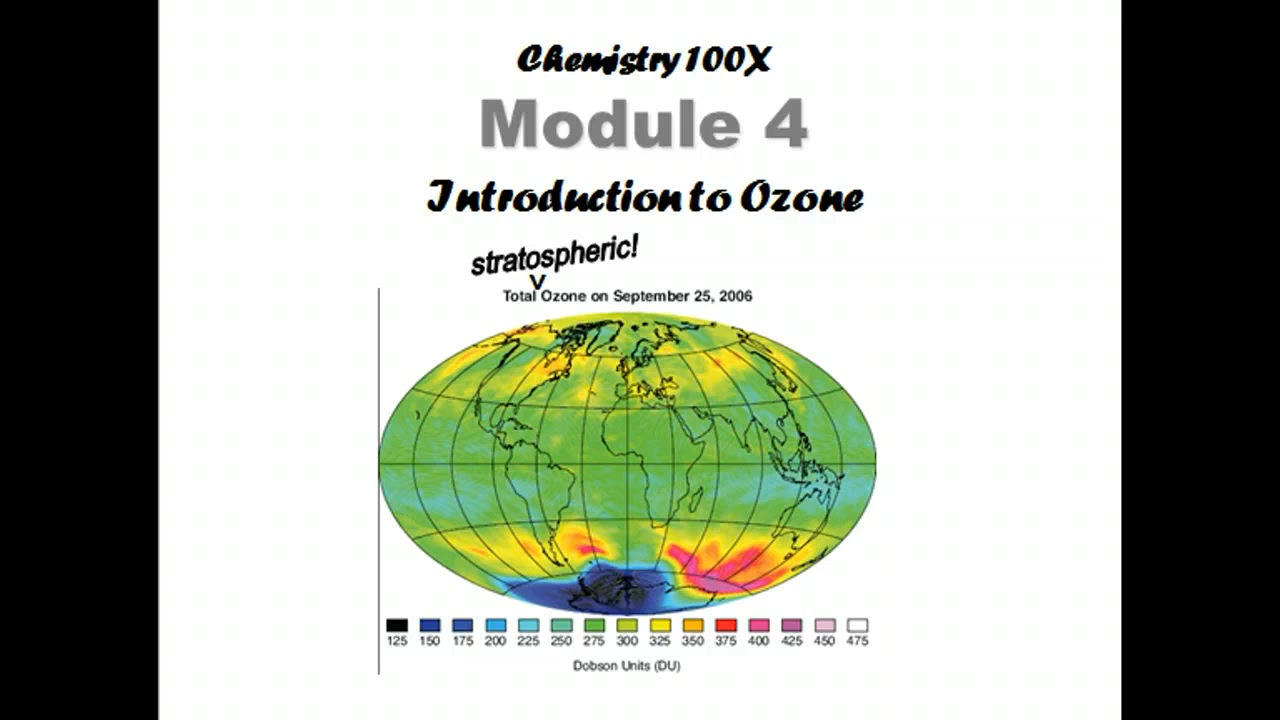 Chemistry 100X
Module 4
Introduction to Ozone
stratospheric!
V
Total Ozone on September 25, 2006
125 150 175 200 225 250 275 300 325 350 375 400 425 450 475
Dobson Units (DU)